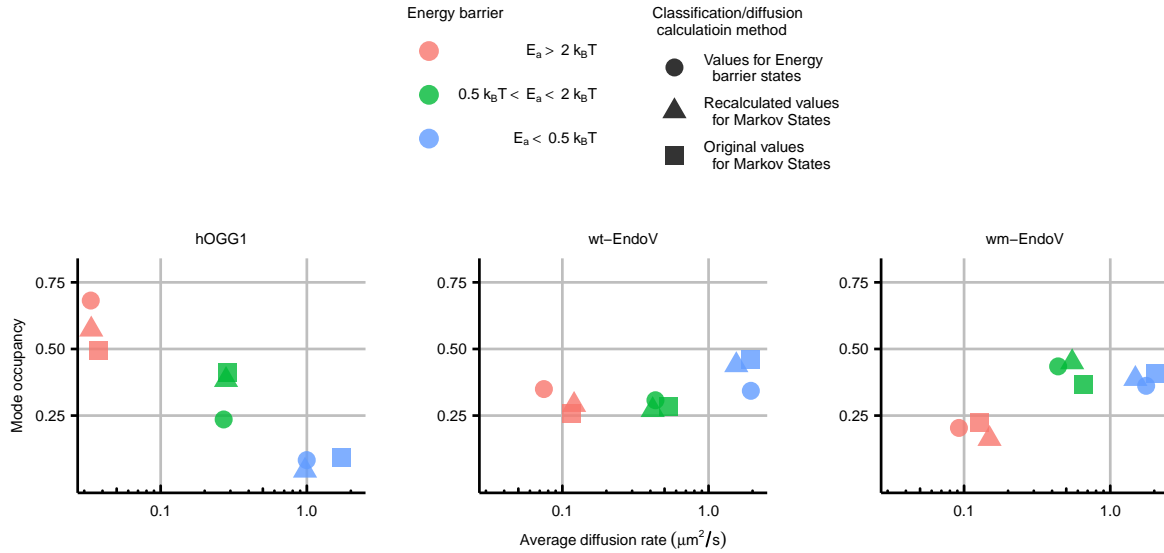 Energy barrier
E_a > 2 k_BT
0.5 k_BT < E_a < 2 k_BT
E_a < 0.5 k_BT
Classification/diffusion
calculatioin method
Values for Energy
barrier states
Recalculated values
for Markov States
Original values
for Markov States
hOGG1
wt−EndoV
wm−EndoV
Mode occupancy
0.75
0.50
0.25
0.1
1.0
0.75
0.50
0.25
0.1
1.0
0.75
0.50
0.25
0.1
1.0
Average diffusion rate (μm²/s)